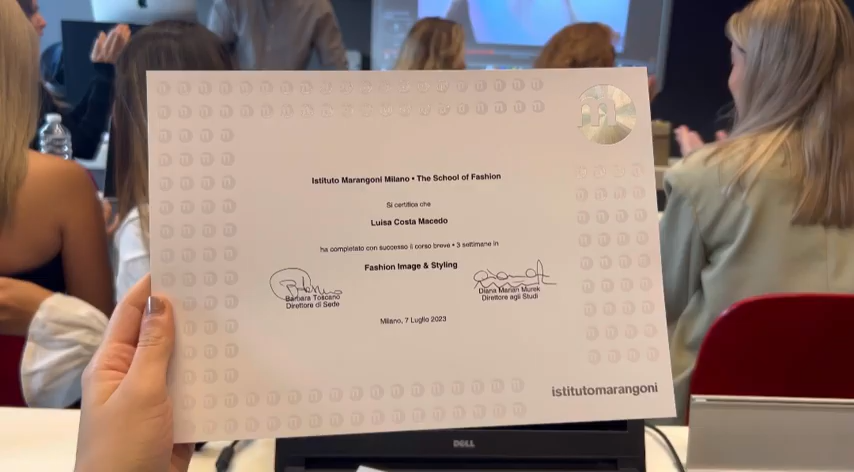 Istituto Marangoni Milano • The School of Fashion
Si certifica che
Luisa Costa Macedo
ha completato con successo il corso breve • 3 settimane in
Fashion Image & Styling
Barbara Toscano
Direttore di Sede
Diana Marian Murek
Direttore agli Studi
Milano, 7 Luglio 2023
istitutomarangoni
DELL